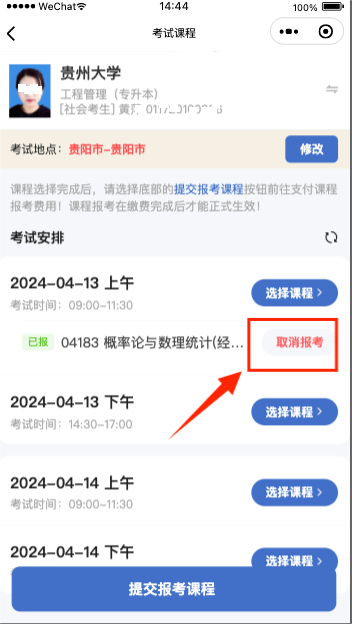 WeChat
14:44
100%
考试课程
贵州大学
工程管理（专升本）
[社会考生]
考试地点：贵阳市-贵阳市
修改
课程选择完成后，请选择底部的提交报考课程按钮前往支付课程
报考费用！课程报考在缴费完成后才能正式生效！
考试安排
2024-04-13 上午
考试时间：09:00-11:30
选择课程 >
已报 04183 概率论与数理统计(经...
取消报考
2024-04-13 下午
考试时间：14:30-17:00
选择课程 >
2024-04-14 上午
考试时间：09:00-11:30
选择课程 >
2024-04-14 下午
选择课程 >
提交报考课程